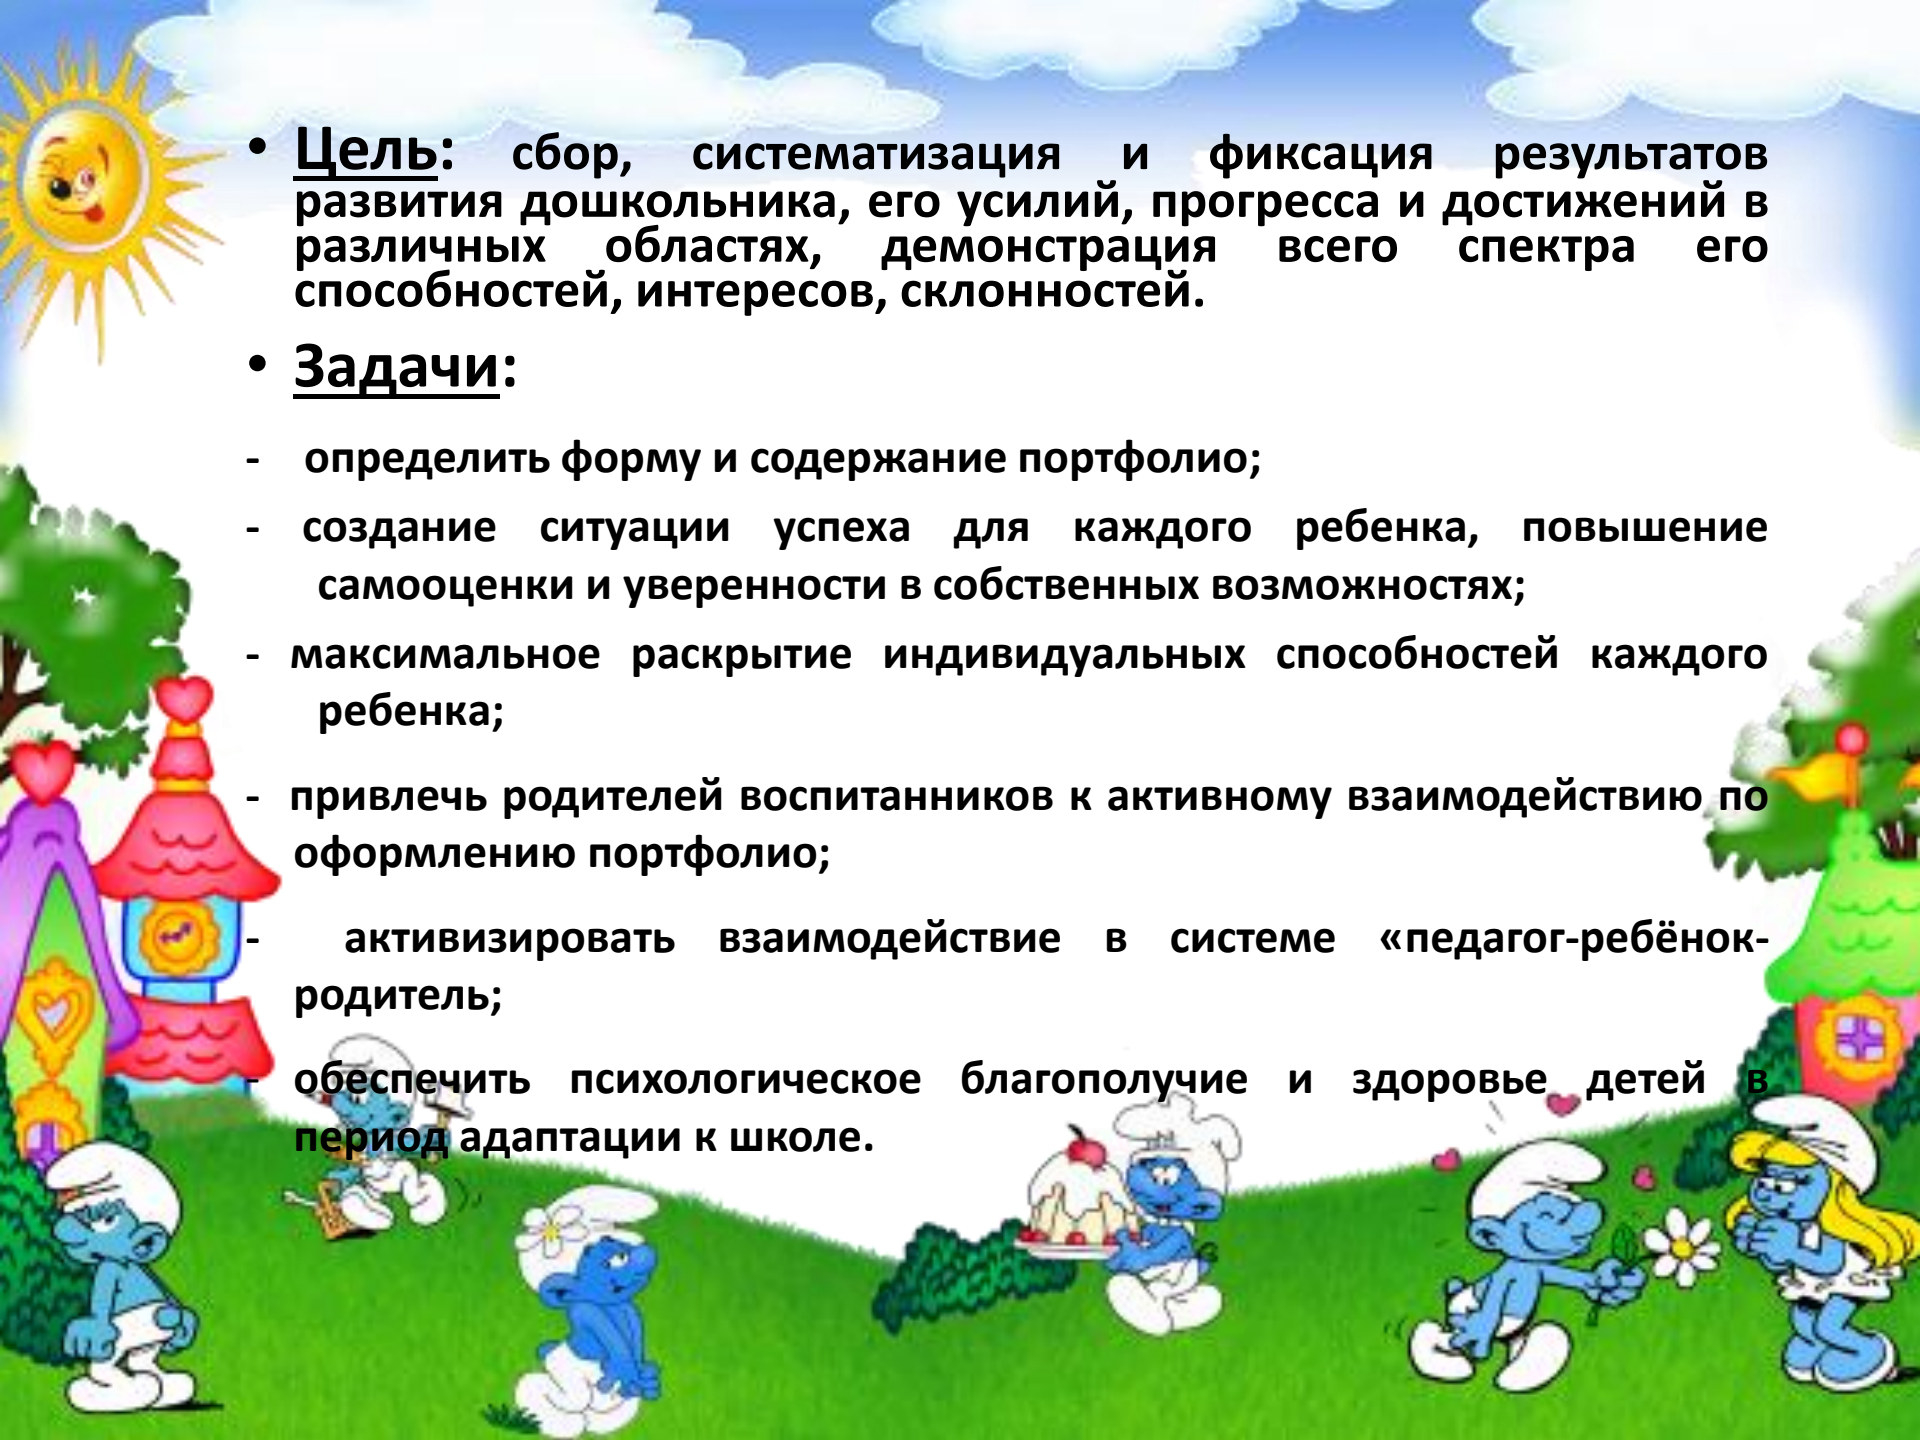 • Цель: сбор, систематизация и фиксация результатов
развития дошкольника, его усилий, прогресса и достижений в
различных областях, демонстрация всего спектра его
способностей, интересов, склонностей.
• Задачи:
- определить форму и содержание портфолио;
- создание ситуации успеха для каждого ребенка, повышение
самооценки и уверенности в собственных возможностях;
- максимальное раскрытие индивидуальных способностей каждого
ребенка;
- привлечь родителей воспитанников к активному взаимодействию по
оформлению портфолио;
- активизировать взаимодействие в системе «педагог-ребёнок-
родитель;
- обеспечить психологическое благополучие и здоровье детей в
период адаптации к школе.